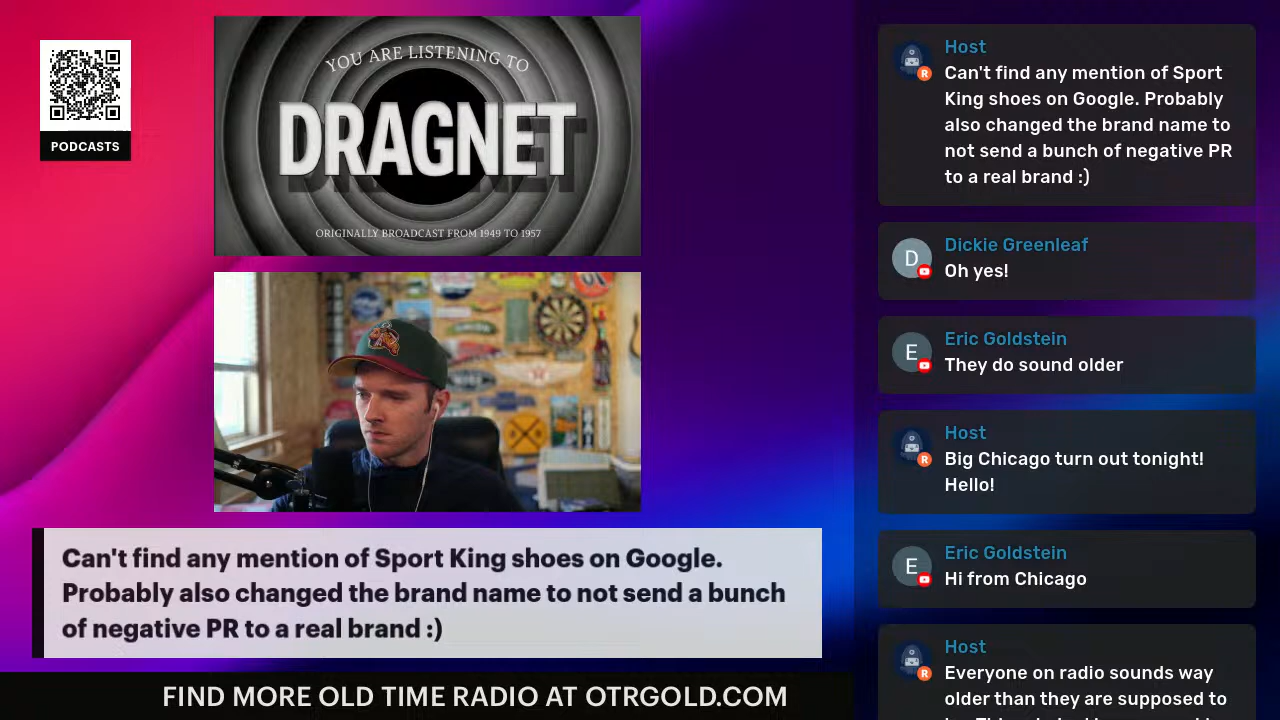 PODCASTS
YOU ARE LISTENING TO
DRAGNET
ORIGINALLY BROADCAST FROM 1949 TO 1957
Can't find any mention of Sport King shoes on Google.
Probably also changed the brand name to not send a bunch
of negative PR to a real brand :)
FIND MORE OLD TIME RADIO AT OTRGOLD.COM
Host
Can't find any mention of Sport
King shoes on Google. Probably
also changed the brand name to
not send a bunch of negative PR
to a real brand :)
D
Dickie Greenleaf
Oh yes!
E
Eric Goldstein
They do sound older
Host
Big Chicago turn out tonight!
Hello!
E
Eric Goldstein
Hi from Chicago
Host
Everyone on radio sounds way
older than they are supposed to